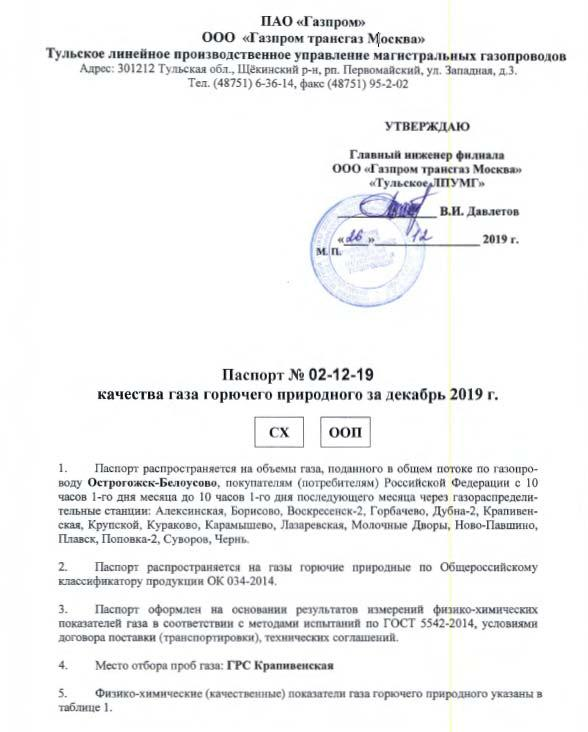 ПАО «Газпром»
ООО «Газпром трансгаз Москва»
Тульское линейное производственное управление магистральных газопроводов
Адрес: 301212 Тульская обл., Щёкинский р-н, рп. Первомайский, ул. Западная, д.3.
Тел. (48751) 6-36-14, факс (48751) 95-2-02
УТВЕРЖДАЮ
Главный инженер филиала
ООО «Газпром трансгаз Москва»
«Тульское ЛПУМГ»
В.И. Давлетов
«26» 12 2019 г.
М. П.
Паспорт № 02-12-19
качества газа горючего природного за декабрь 2019 г.
СХ ООП
1. Паспорт распространяется на объемы газа, поданного в общем потоке по газопро-
воду Острогожск-Белоусово, покупателям (потребителям) Российской Федерации с 10
часов 1-го дня месяца до 10 часов 1-го дня последующего месяца через газораспредели-
тельные станции: Алексинская, Борисово, Воскресенск-2, Горбачево, Дубна-2, Крапивен-
ская, Крупской, Кураково, Карамышево, Лазаревская, Молочные Дворы, Ново-Павшино,
Плавск, Поповка-2, Суворов, Чернь.
2. Паспорт распространяется на газы горючие природные по Общероссийскому
классификатору продукции ОК 034-2014.
3. Паспорт оформлен на основании результатов измерений физико-химических
показателей газа в соответствии с методами испытаний по ГОСТ 5542-2014, условиями
договора поставки (транспортировки), технических соглашений.
4. Место отбора проб газа: ГРС Крапивенская
5. Физико-химические (качественные) показатели газа горючего природного указаны в
таблице 1.